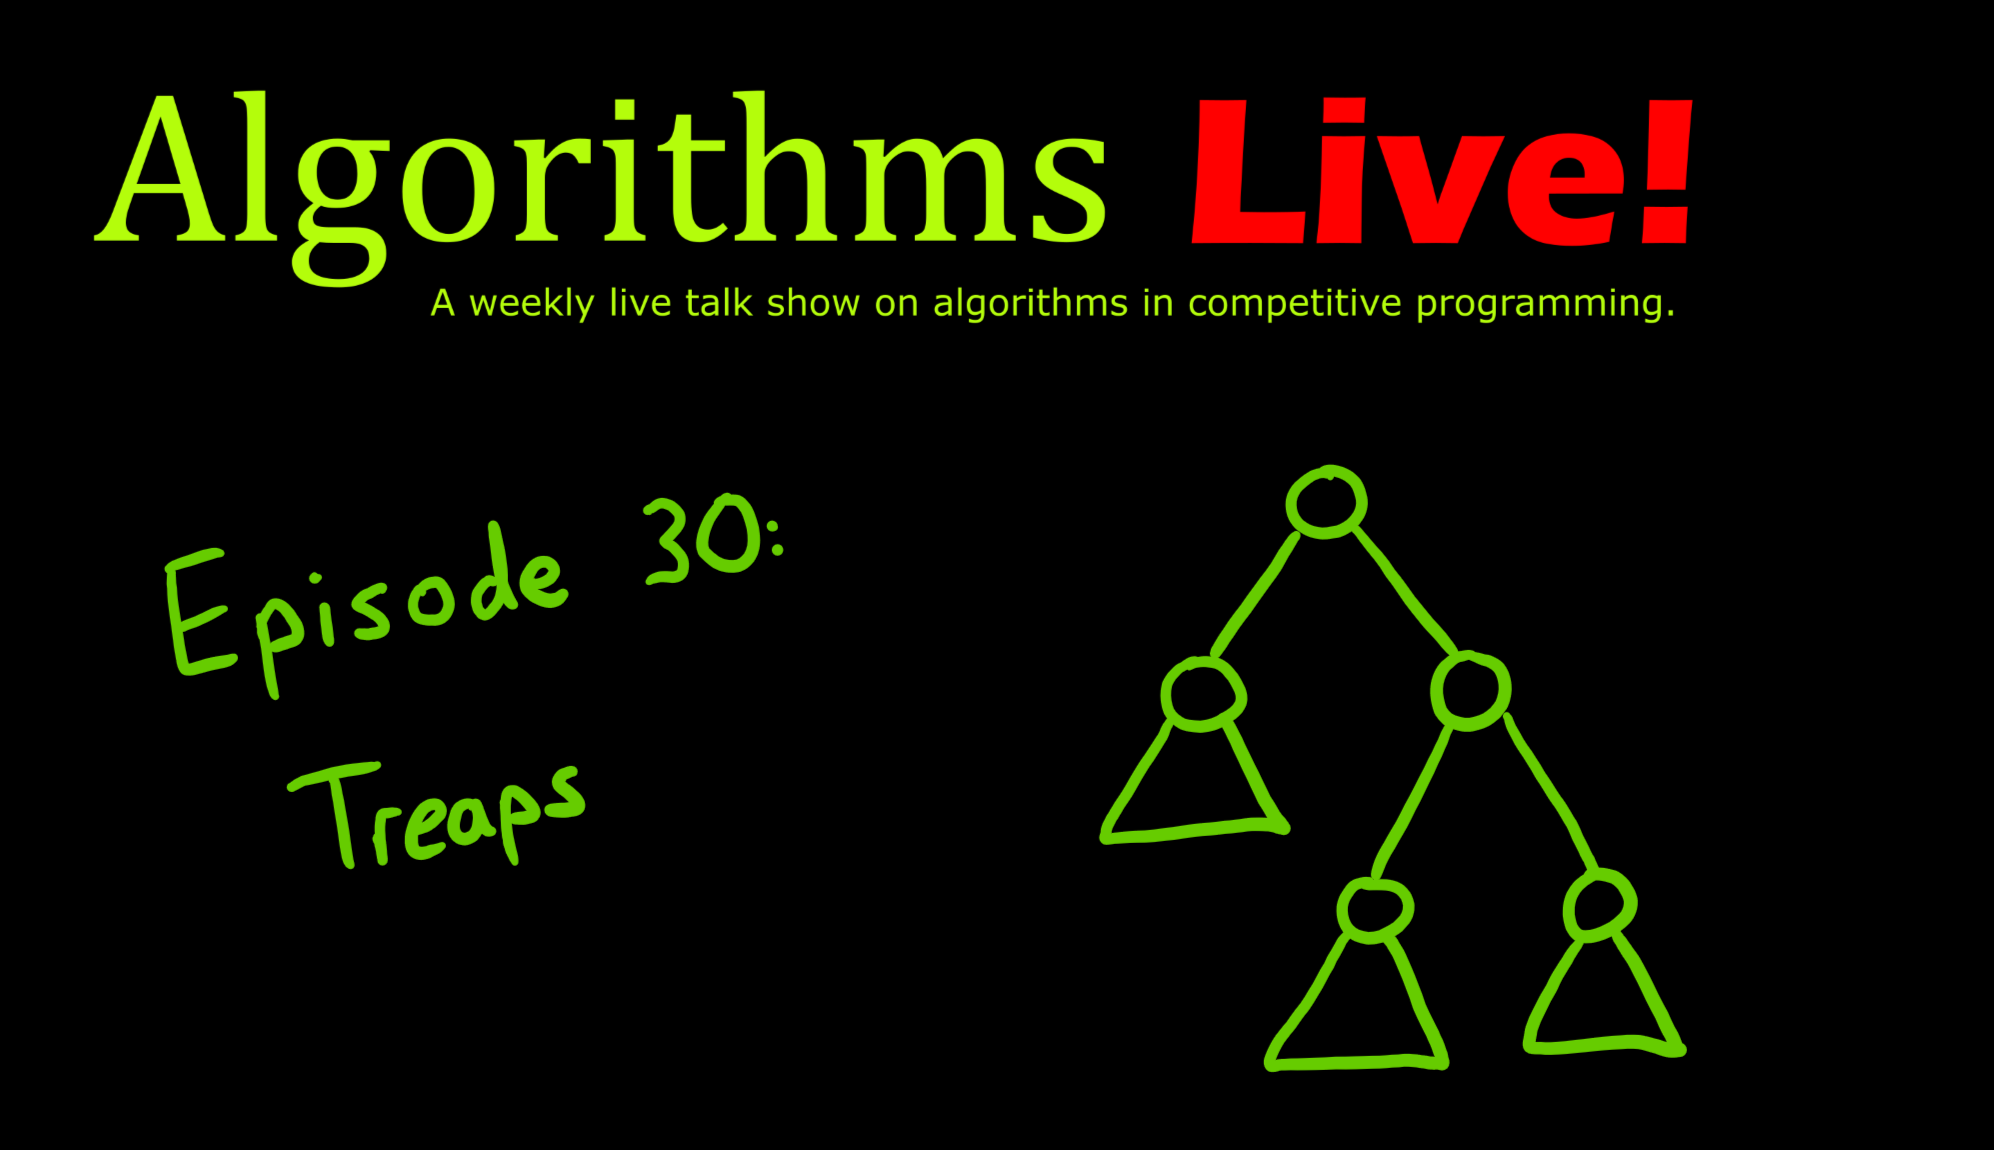 Algorithms Live!
A weekly live talk show on algorithms in competitive programming.
Episode 30:
Treaps